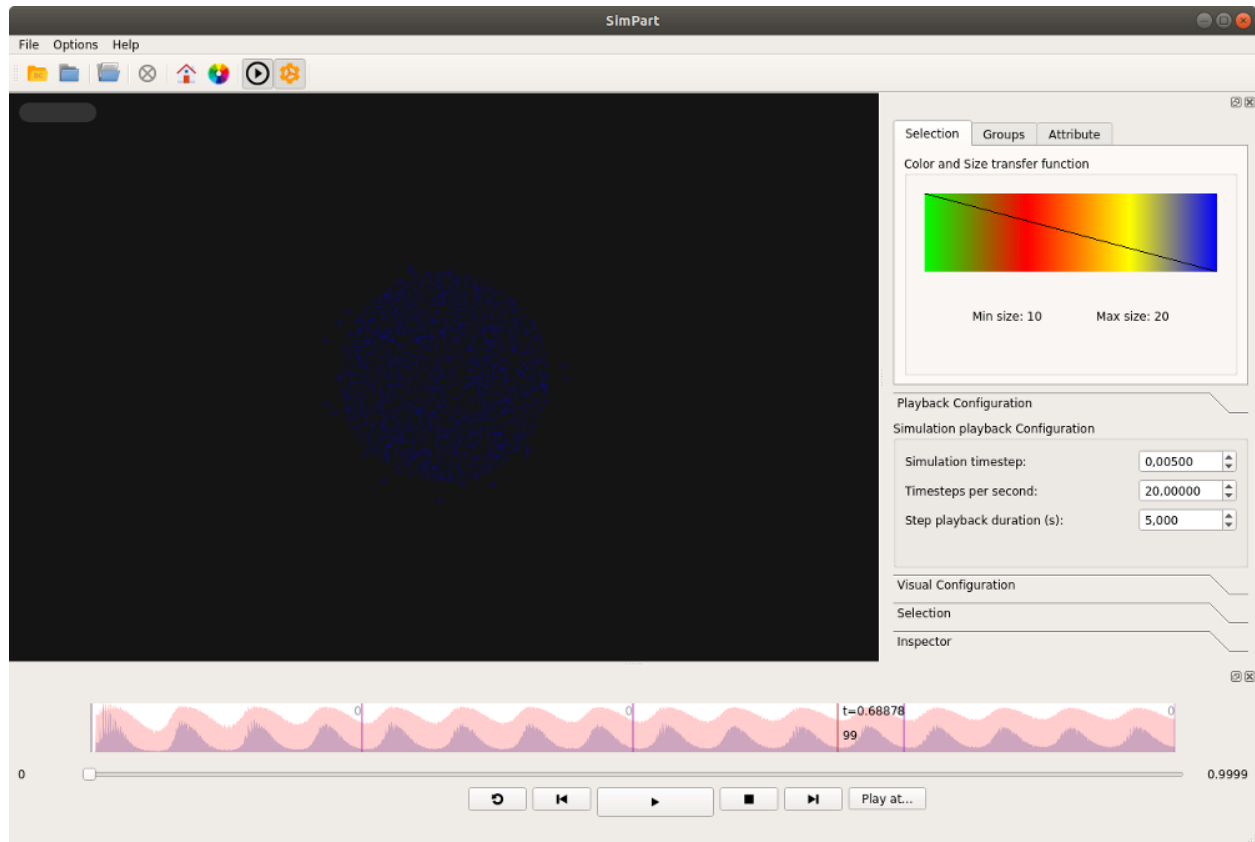 SimPart
File Options Help
Selection Groups Attribute
Color and Size transfer function
Min size: 10 Max size: 20
Playback Configuration
Simulation playback Configuration
Simulation timestep: 0,00500
Timesteps per second: 20,00000
Step playback duration (s): 5,000
Visual Configuration
Selection
Inspector
0 0 t=0.68878 0
99
0 0.9999
Play at...